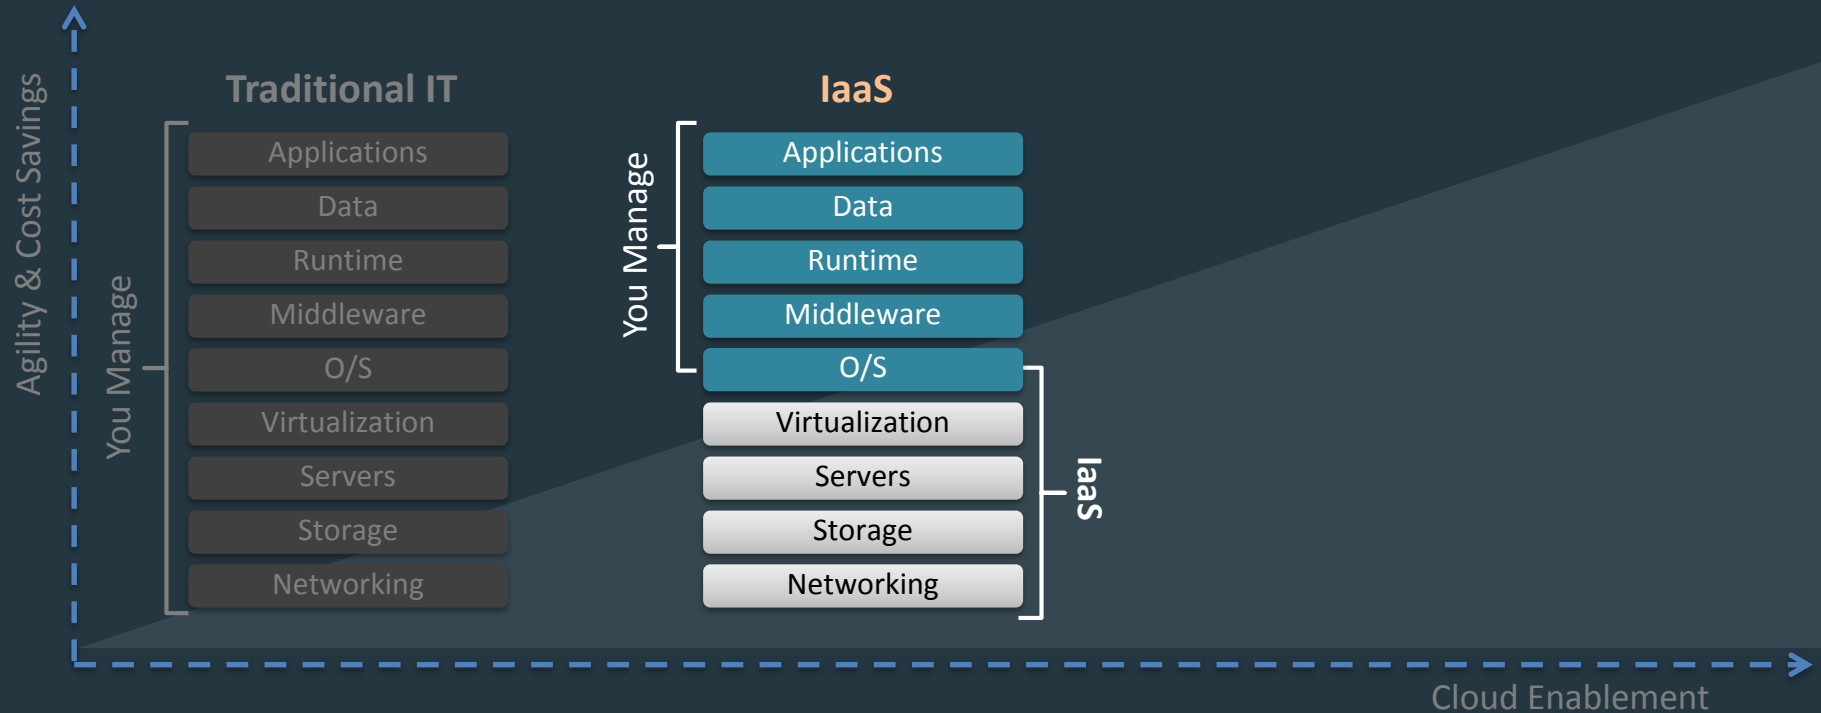 Agility & Cost Savings
Traditional IT
You Manage
Applications
Data
Runtime
Middleware
O/S
Virtualization
Servers
Storage
Networking
IaaS
You Manage
Applications
Data
Runtime
Middleware
O/S
Virtualization
Servers
Storage
Networking
IaaS
Cloud Enablement